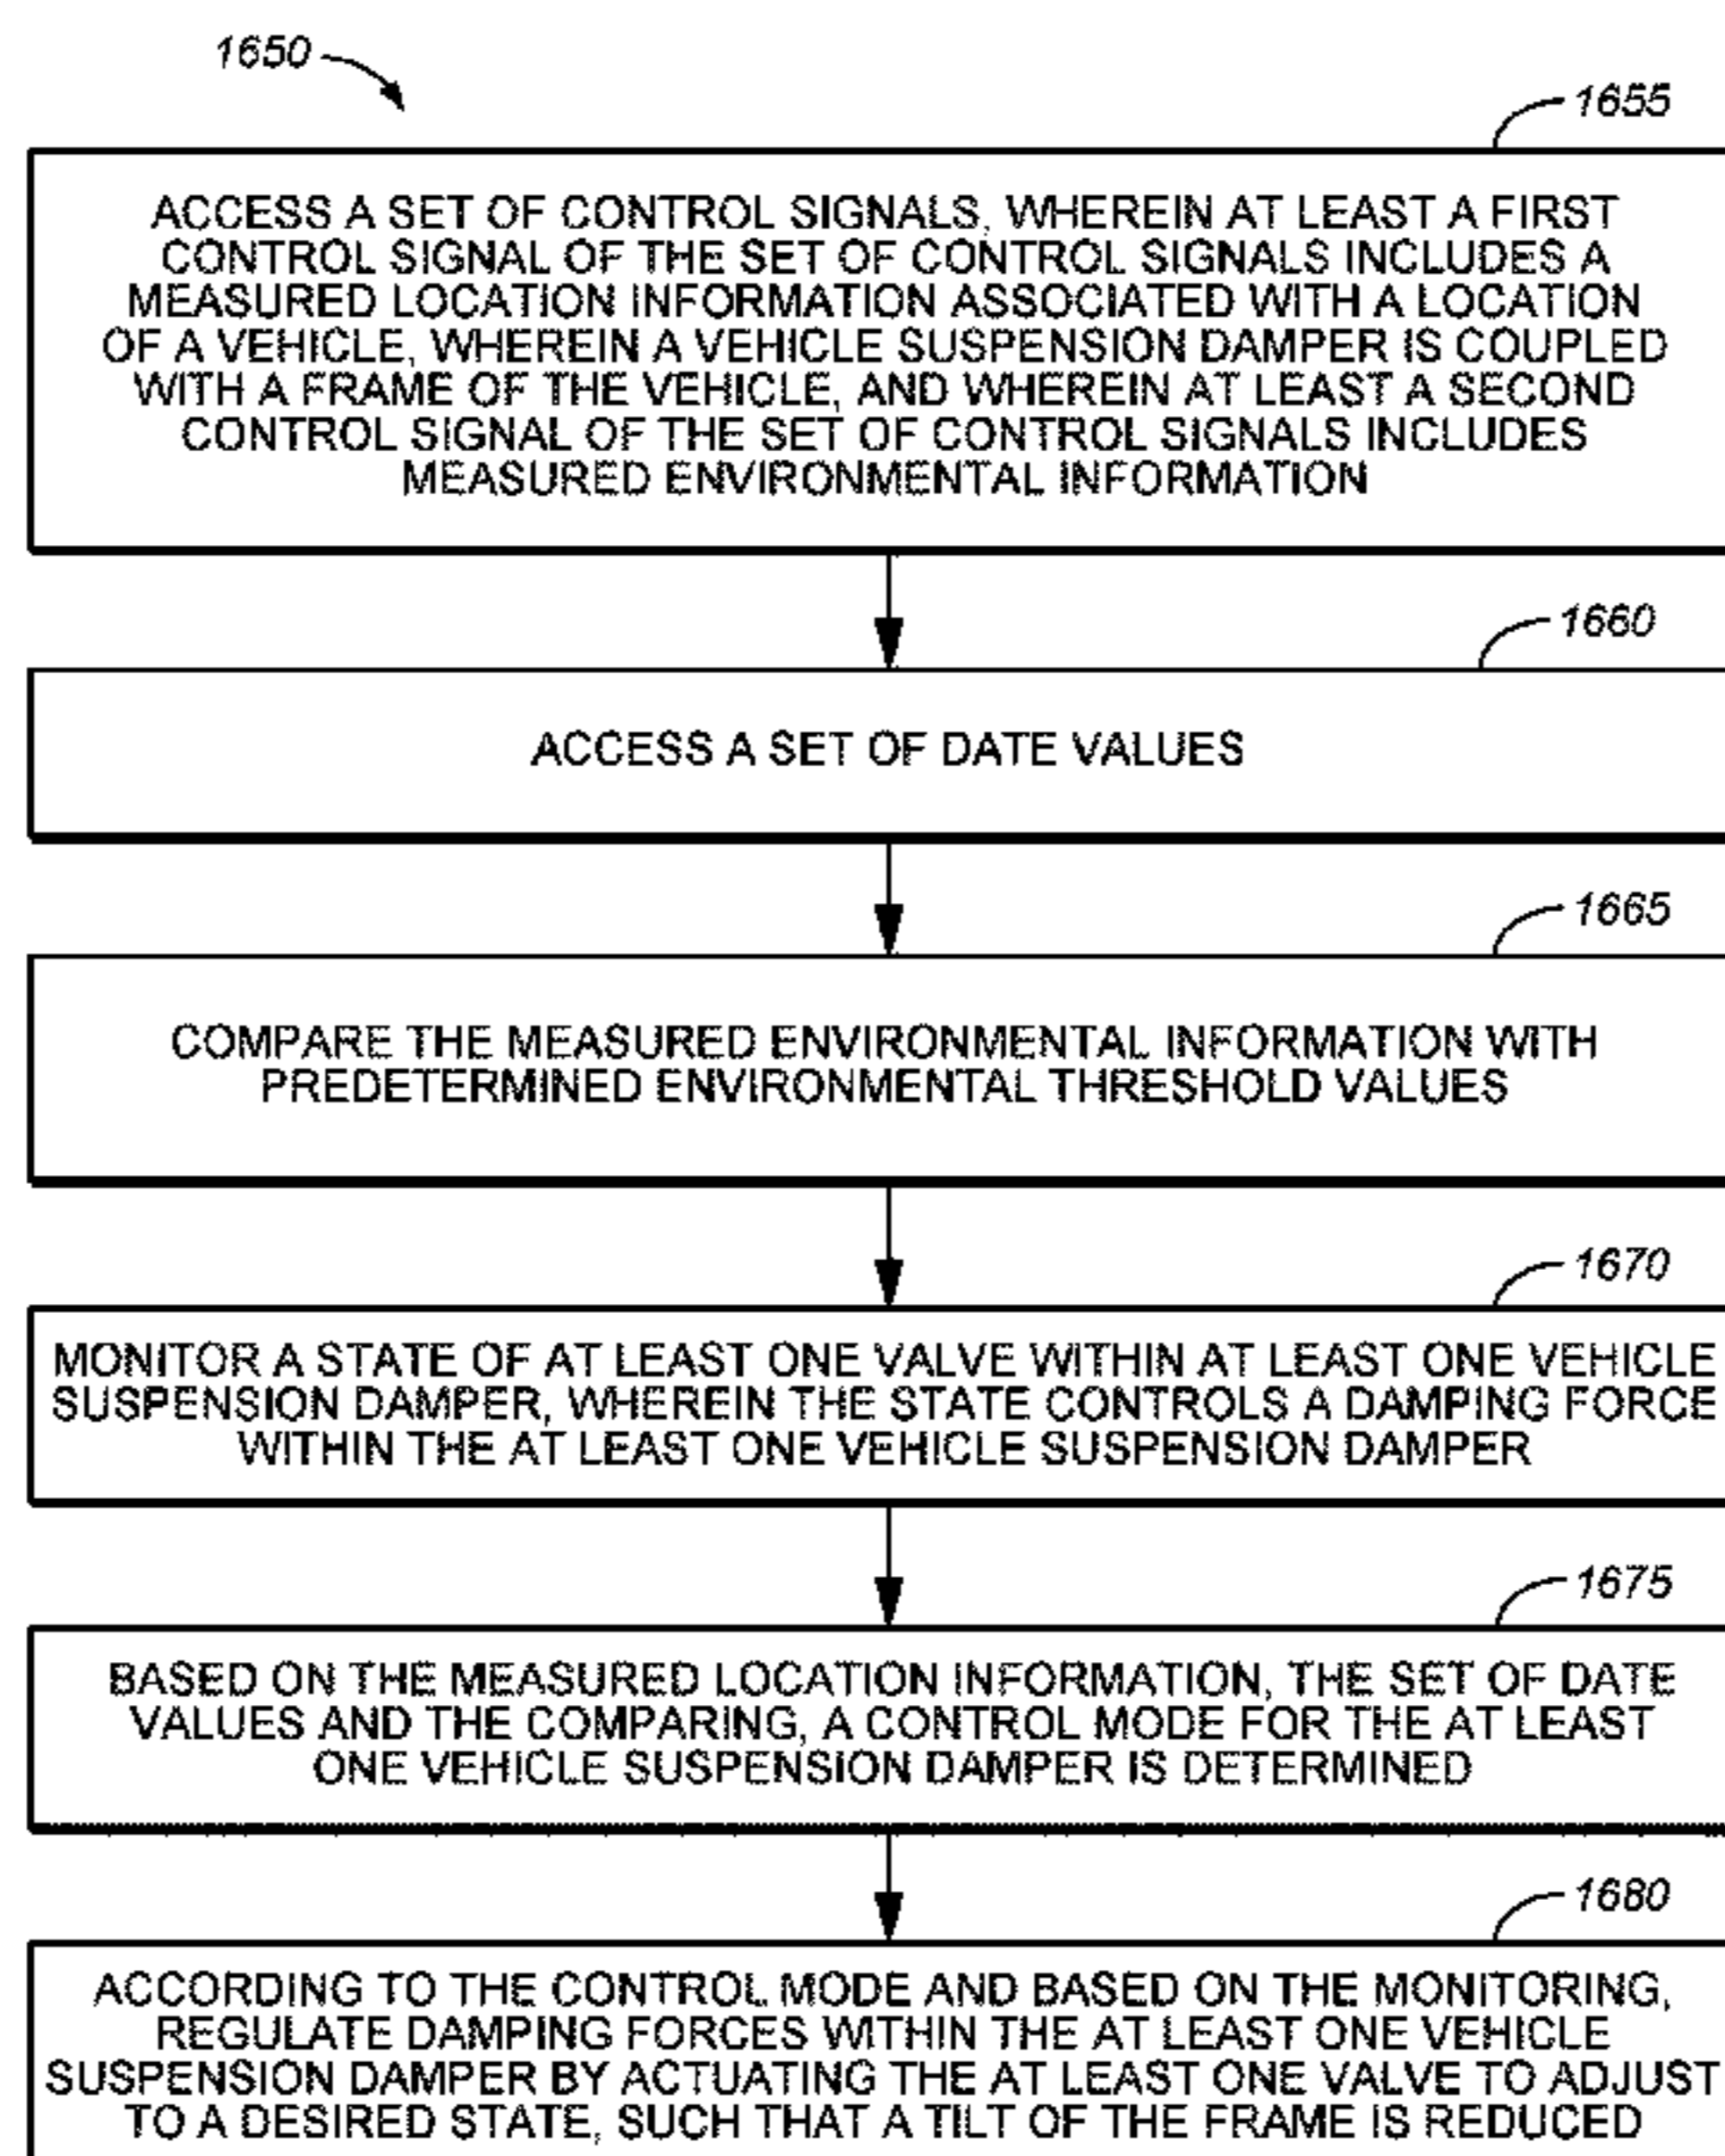 1650
1655
ACCESS A SET OF CONTROL SIGNALS, WHEREIN AT LEAST A FIRST
CONTROL SIGNAL OF THE SET OF CONTROL SIGNALS INCLUDES A
MEASURED LOCATION INFORMATION ASSOCIATED WITH A LOCATION
OF A VEHICLE, WHEREIN A VEHICLE SUSPENSION DAMPER IS COUPLED
WITH A FRAME OF THE VEHICLE, AND WHEREIN AT LEAST A SECOND
CONTROL SIGNAL OF THE SET OF CONTROL SIGNALS INCLUDES
MEASURED ENVIRONMENTAL INFORMATION
1660
ACCESS A SET OF DATE VALUES
1665
COMPARE THE MEASURED ENVIRONMENTAL INFORMATION WITH
PREDETERMINED ENVIRONMENTAL THRESHOLD VALUES
1670
MONITOR A STATE OF AT LEAST ONE VALVE WITHIN AT LEAST ONE VEHICLE
SUSPENSION DAMPER, WHEREIN THE STATE CONTROLS A DAMPING FORCE
WITHIN THE AT LEAST ONE VEHICLE SUSPENSION DAMPER
1675
BASED ON THE MEASURED LOCATION INFORMATION, THE SET OF DATE
VALUES AND THE COMPARING, A CONTROL MODE FOR THE AT LEAST
ONE VEHICLE SUSPENSION DAMPER IS DETERMINED
1680
ACCORDING TO THE CONTROL MODE AND BASED ON THE MONITORING,
REGULATE DAMPING FORCES WITHIN THE AT LEAST ONE VEHICLE
SUSPENSION DAMPER BY ACTUATING THE AT LEAST ONE VALVE TO ADJUST
TO A DESIRED STATE, SUCH THAT A TILT OF THE FRAME IS REDUCED